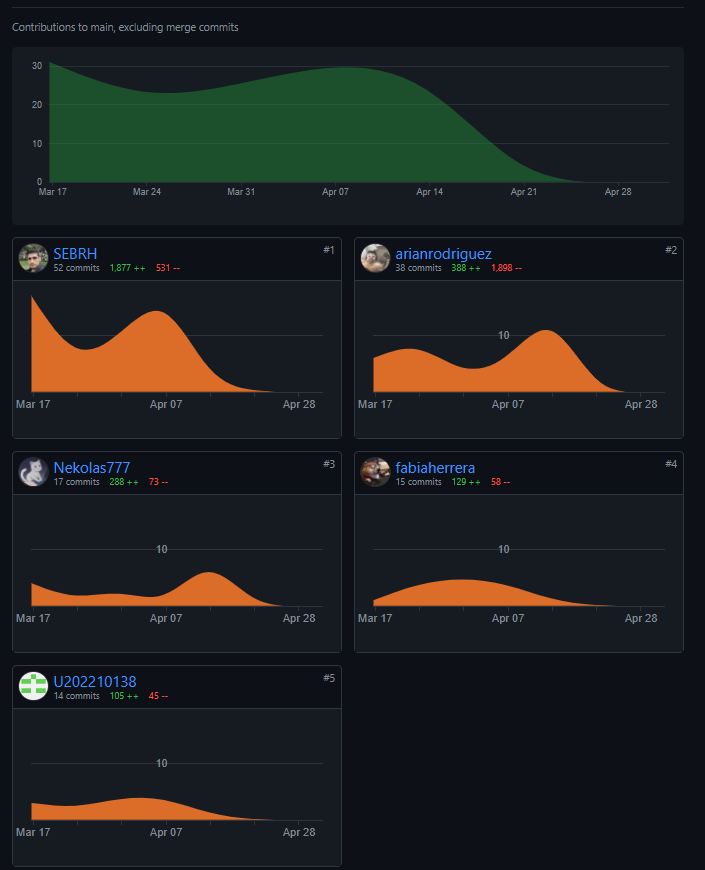 Contributions to main, excluding merge commits
30
20
10
0
Mar 17 Mar 24 Mar 31 Apr 07 Apr 14 Apr 21 Apr 28
SEBRH #1
52 commits 1,877 ++ 531 --
Mar 17 Apr 07 Apr 28
arianrodriguez #2
38 commits 388 ++ 1,898 --
10
Mar 17 Apr 07 Apr 28
Nekolas777 #3
17 commits 288 ++ 73 --
10
Mar 17 Apr 07 Apr 28
fabiaherrera #4
15 commits 129 ++ 58 --
10
Mar 17 Apr 07 Apr 28
U202210138 #5
14 commits 105 ++ 45 --
10
Mar 17 Apr 07 Apr 28